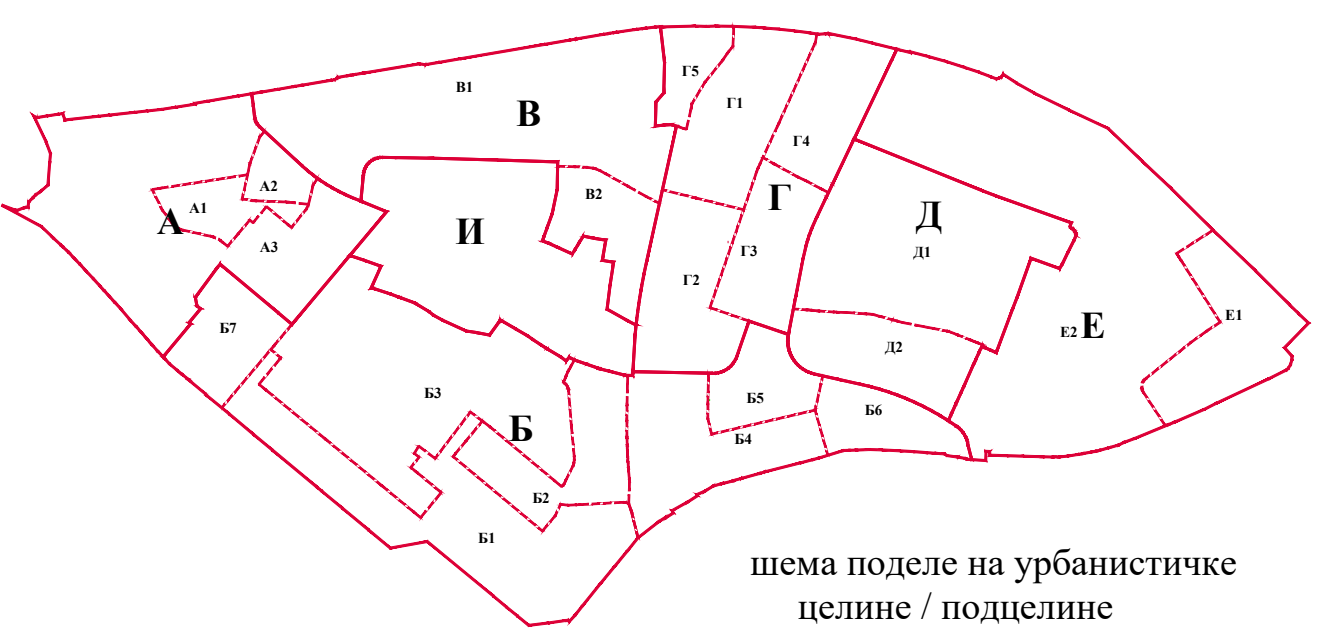 Г5
В1
Г1
В
Г4
А2
В2
Г
А1
А
И
Д
А3
Г3
Д1
Г2
Е1
Б7
Е2
Е
Д2
Б3
Б5
Б6
Б
Б4
Б2
Б1
шема поделе на урбанистичке
целине / подцелине